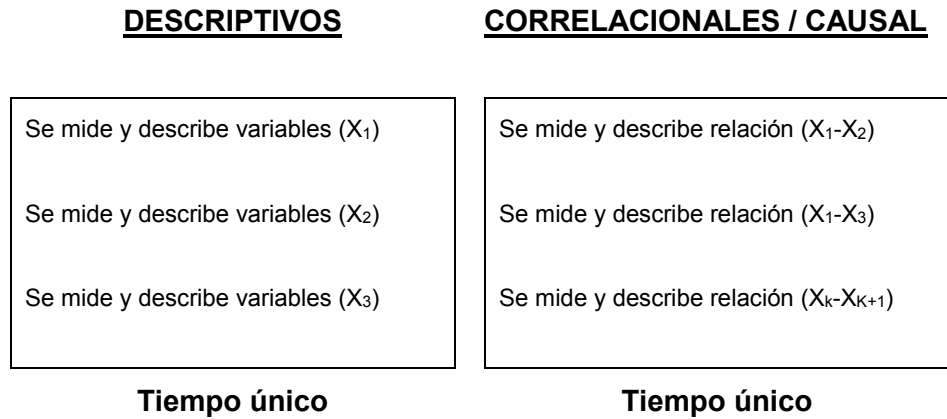 DESCRIPTIVOS
Se mide y describe variables (X₁)
Se mide y describe variables (X₂)
Se mide y describe variables (X₃)
Tiempo único
CORRELACIONALES / CAUSAL
Se mide y describe relación (X₁-X₂)
Se mide y describe relación (X₁-X₃)
Se mide y describe relación (Xₖ-X_K+1)
Tiempo único